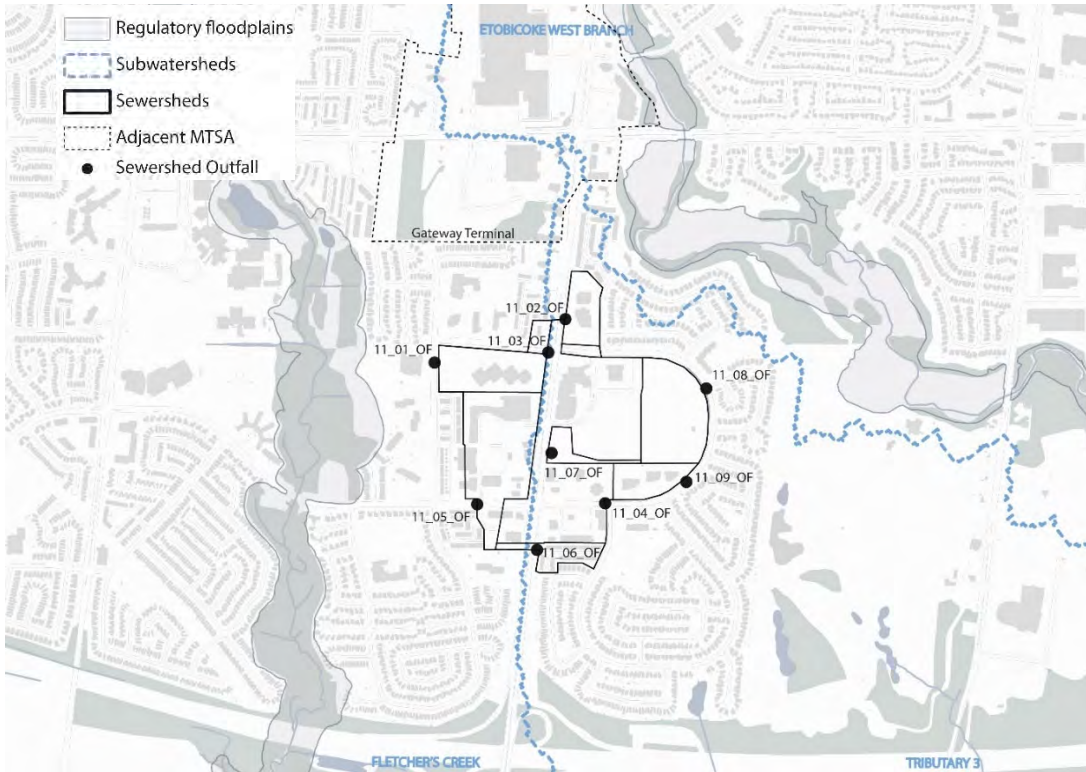 Regulatory floodplains
Subwatersheds
Sewersheds
Adjacent MTSA
Sewershed Outfall
ETOBICOKE WEST BRANCH
Gateway Terminal
11_02_OF
11_03_OF
11_01_OF
11_08_OF
11_07_OF
11_09_OF
11_05_OF
11_04_OF
11_06_OF
FLETCHER'S CREEK
TRIBUTARY 3